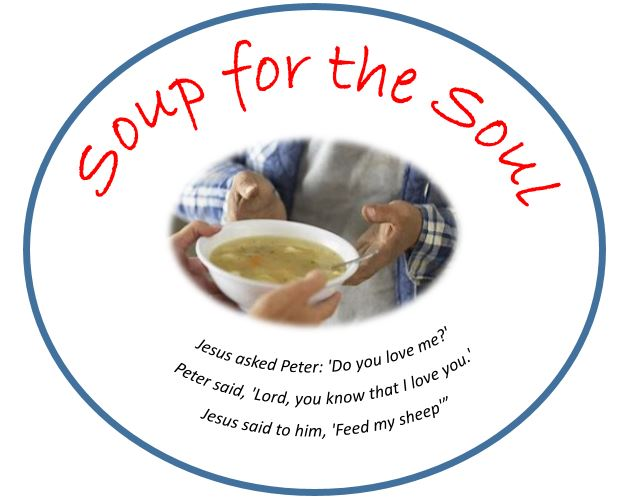 Soup for the Soul
Jesus asked Peter: 'Do you love me?'
Peter said, 'Lord, you know that I love you.'
Jesus said to him, 'Feed my sheep'”